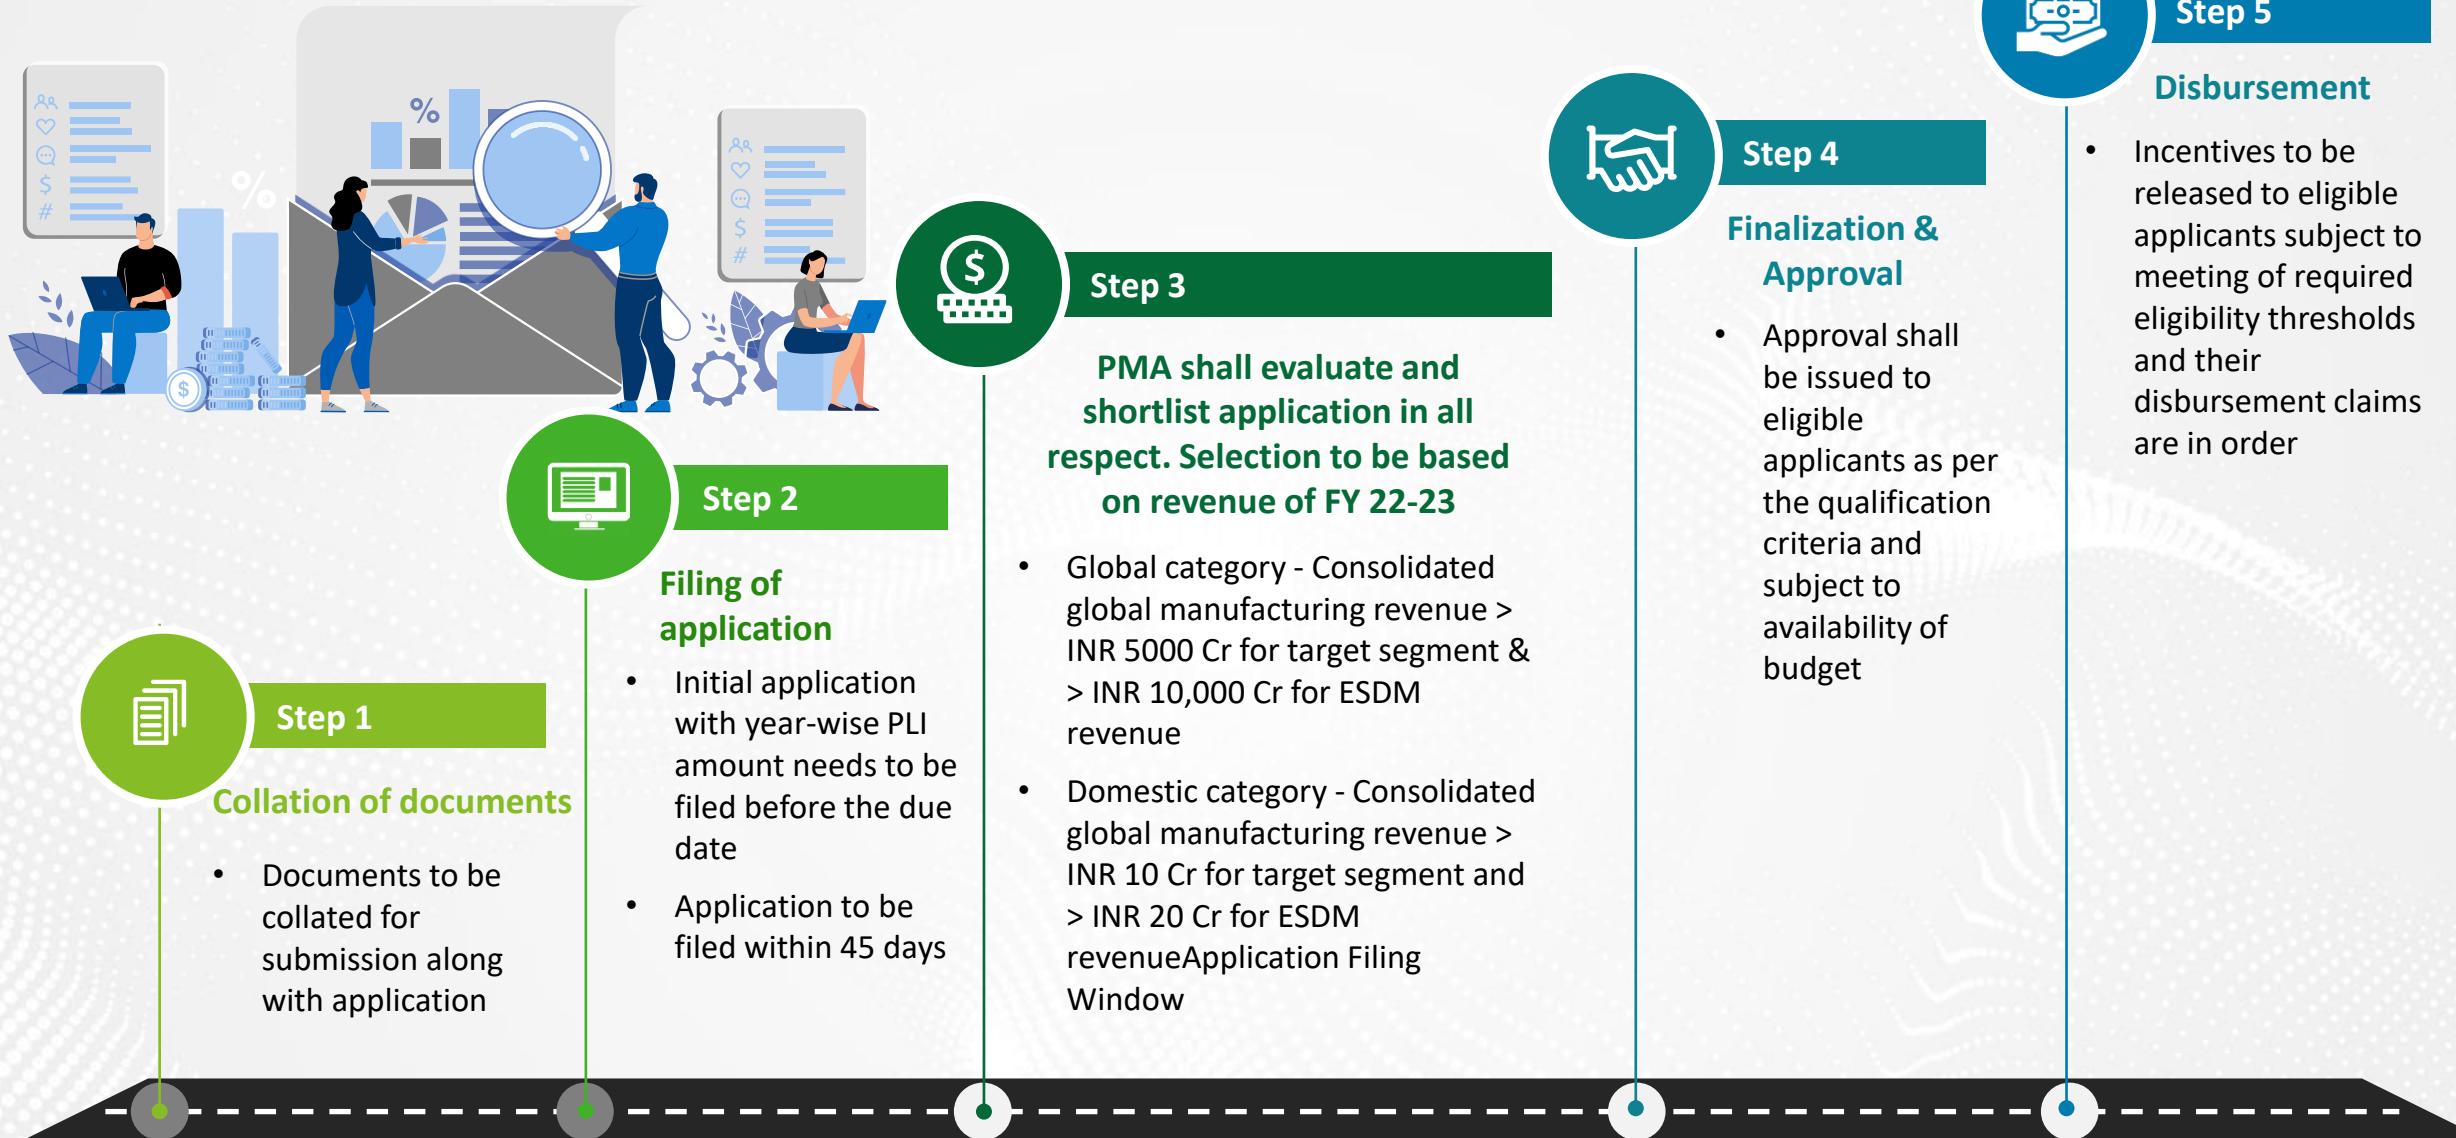 Step 1
Collation of documents
• Documents to be
collated for
submission along
with application
Step 2
Filing of
application
• Initial application
with year-wise PLI
amount needs to be
filed before the due
date
• Application to be
filed within 45 days
Step 3
PMA shall evaluate and
shortlist application in all
respect. Selection to be based
on revenue of FY 22-23
• Global category - Consolidated
global manufacturing revenue >
INR 5000 Cr for target segment &
> INR 10,000 Cr for ESDM
revenue
• Domestic category - Consolidated
global manufacturing revenue >
INR 10 Cr for target segment and
> INR 20 Cr for ESDM
revenueApplication Filing
Window
Step 4
Finalization &
Approval
• Approval shall
be issued to
eligible
applicants as per
the qualification
criteria and
subject to
availability of
budget
Step 5
Disbursement
• Incentives to be
released to eligible
applicants subject to
meeting of required
eligibility thresholds
and their
disbursement claims
are in order